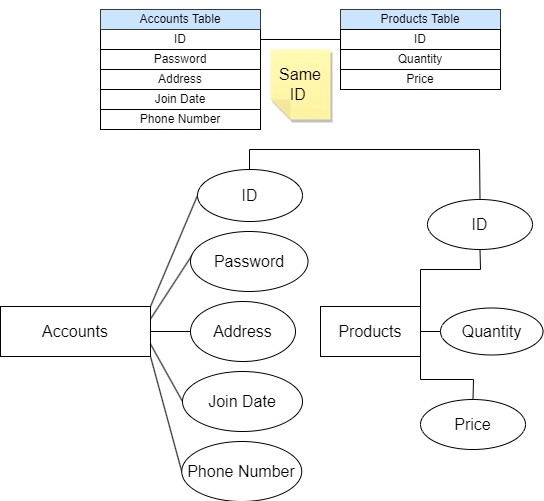 Accounts Table
ID
Password
Address
Join Date
Phone Number
Same
ID
Products Table
ID
Quantity
Price
ID
Password
Accounts
Address
Join Date
Phone Number
ID
Products
Quantity
Price